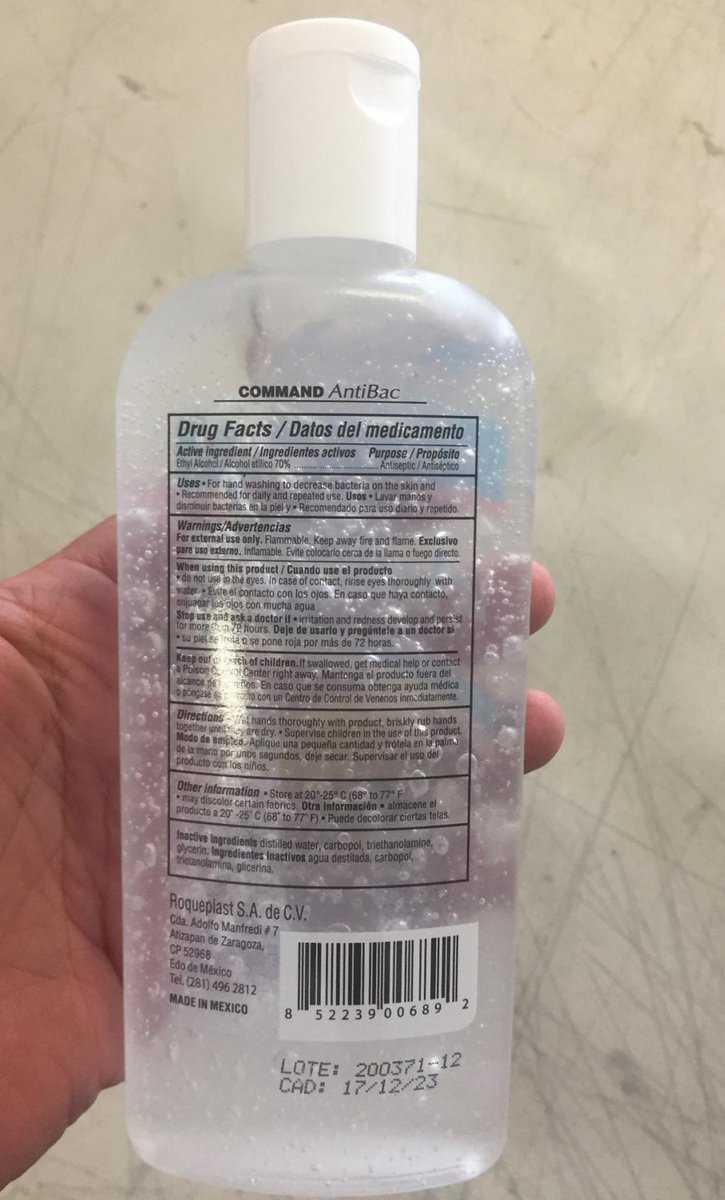 COMMAND AntiBac
Drug Facts / Datos del medicamento
Active ingredient / Ingredientes activos Purpose / Propósito
Ethyl Alcohol / Alcohol etílico 70% Antiseptic / Antiséptico
Uses • For hand washing to decrease bacteria on the skin and
• Recommended for daily and repeated use. Usos • Lavar manos y
disminuir bacterias en la piel y • Recomendado para uso diario y repetido.
Warnings/Advertencias
For external use only. Flammable. Keep away fire and flame. Exclusivo
para uso externo. Inflamable. Evite colocarlo cerca de la llama o fuego directo.
When using this product / Cuando use el producto
• do not use in the eyes. In case of contact, rinse eyes thoroughly with
water. • Evite el contacto con los ojos. En caso que haya contacto,
enjuagar los ojos con mucha agua
Stop use and ask a doctor if • irritation and redness develop and persist
for more than 72 hours. Deje de usarlo y pregúntele a un doctor si
• su piel se irrita o se pone roja por más de 72 horas.
Keep out of reach of children. If swallowed, get medical help or contact
a Poison Control Center right away. Mantenga el producto fuera del
alcance de los niños. En caso que se consuma obtenga ayuda médica
o póngase en contacto con un Centro de Control de Venenos inmediatamente.
Directions - Wet hands thoroughly with product, briskly rub hands
together until they are dry. • Supervise children in the use of this product.
Modo de empleo. Aplique una pequeña cantidad y frótela en la palma
de la mano por unos segundos, deje secar. Supervisar el uso del
producto con los niños.
Other information • Store at 20°-25° C (68° to 77° F
• may discolor certain fabrics. Otra Información • almacene el
producto a 20° -25° C (68° to 77° F) • Puede decolorar ciertas telas.
Inactive Ingredients distilled water, carbopol, triethanolamine,
glycerin. Ingredientes Inactivos agua destilada, carbopol,
trietanolamina, glicerina.
Roqueplast S.A. de C.V.
Cda. Adolfo Manfredi # 7
Atizapan de Zaragoza,
CP 52968
Edo de México
Tel. (281) 496 2812
MADE IN MEXICO
8 52239 00689 2
LOTE: 200371-12
CAD: 17/12/23